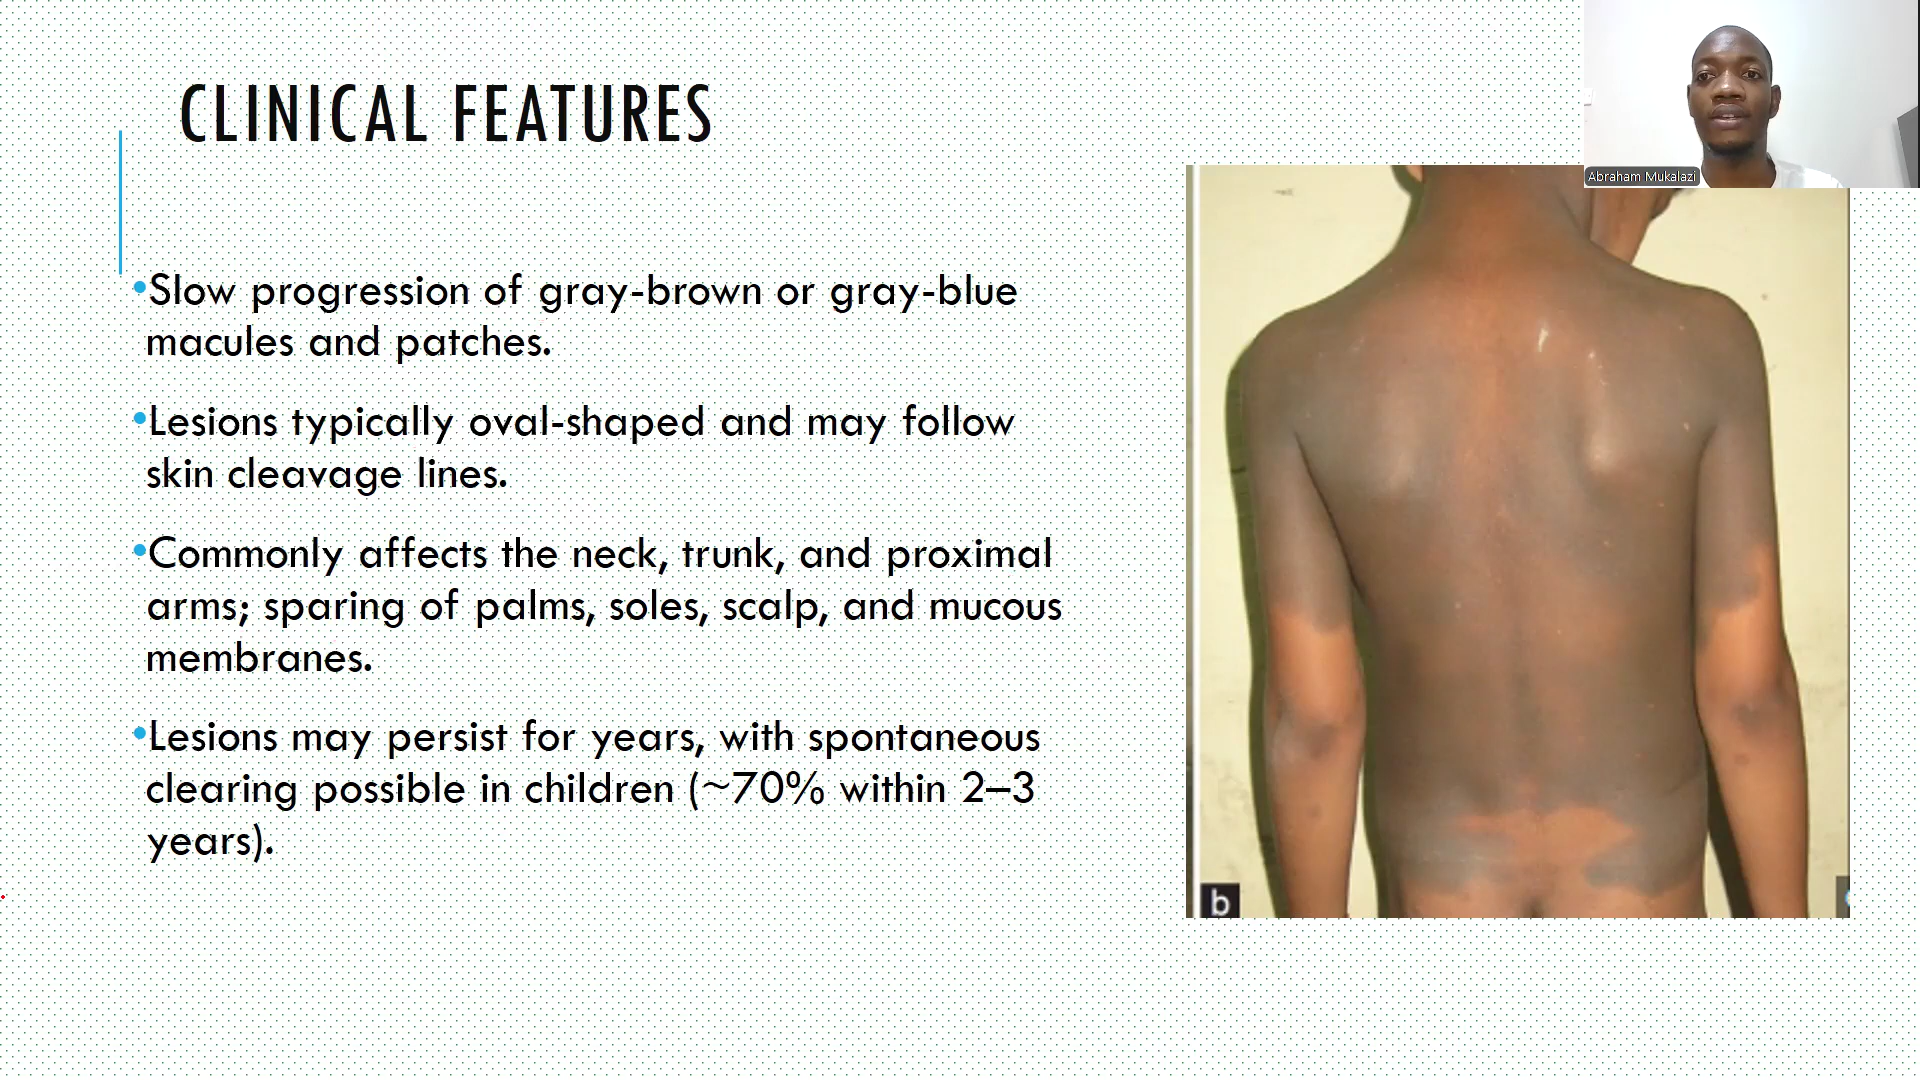 CLINICAL FEATURES
Abraham Mukalazi
•Slow progression of gray-brown or gray-blue
macules and patches.
•Lesions typically oval-shaped and may follow
skin cleavage lines.
•Commonly affects the neck, trunk, and proximal
arms; sparing of palms, soles, scalp, and mucous
membranes.
•Lesions may persist for years, with spontaneous
clearing possible in children (~70% within 2–3
years).
b